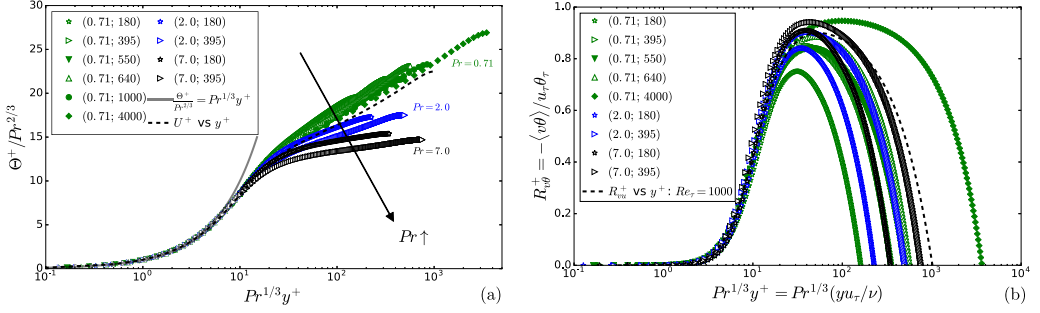 (0.71; 180)
(0.71; 395)
(0.71; 550)
(0.71; 640)
(0.71; 1000)
(0.71; 4000)
(2.0; 180)
(2.0; 395)
(7.0; 180)
(7.0; 395)
Θ⁺/Pr^{2/3} = Pr^{1/3}y⁺
U⁺ vs y⁺
Pr=0.71
Pr=2.0
Pr=7.0
Pr↑
Θ⁺/Pr^{2/3}
30
25
20
15
10
5
0
10⁻¹ 10⁰ 10¹ 10² 10³ 10⁴
Pr^{1/3}y⁺
(a)
(0.71; 180)
(0.71; 395)
(0.71; 550)
(0.71; 640)
(0.71; 4000)
(2.0; 180)
(2.0; 395)
(7.0; 180)
(7.0; 395)
R⁺_{vu} vs y⁺: Re_τ=1000
R⁺_{vθ} = −⟨vθ⟩/u_τθ_τ
1.0
0.8
0.6
0.4
0.2
0.0
10⁻¹ 10⁰ 10¹ 10² 10³ 10⁴
Pr^{1/3}y⁺ = Pr^{1/3}(yu_τ/ν)
(b)